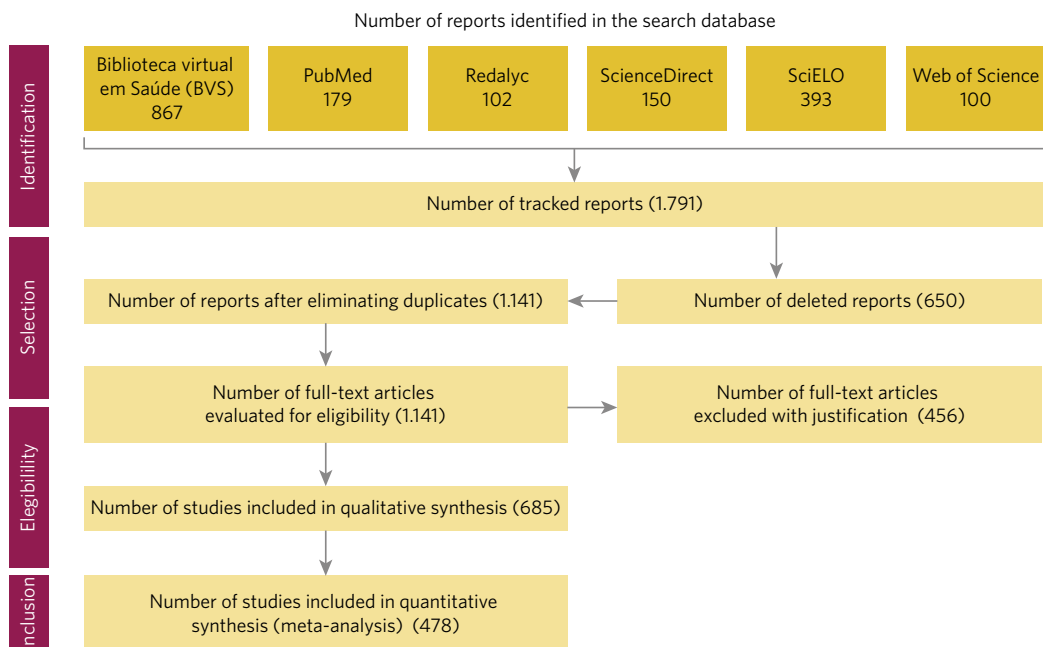 Number of reports identified in the search database
Identification
Biblioteca virtual
em Saúde (BVS)
867
PubMed
179
Redalyc
102
ScienceDirect
150
SciELO
393
Web of Science
100
Number of tracked reports (1.791)
Selection
Number of reports after eliminating duplicates (1.141)
Number of deleted reports (650)
Number of full-text articles
evaluated for eligibility (1.141)
Number of full-text articles
excluded with justification (456)
Elegibilility
Number of studies included in qualitative synthesis (685)
nclusion
Number of studies included in quantitative
synthesis (meta-analysis) (478)